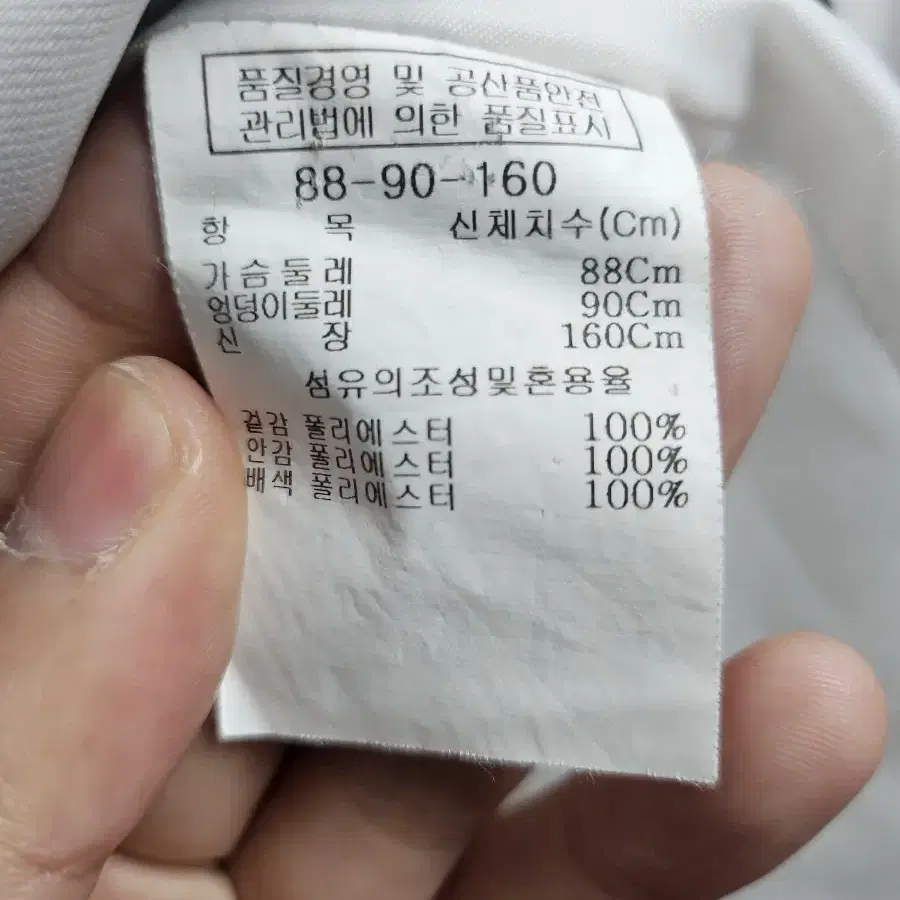 품질경영 및 공산품안전
관리법에 의한 품질표시
88-90-160
항 목 신체치수(Cm)
가슴둘레 88Cm
엉덩이둘레 90Cm
신 장 160Cm
섬유의조성및혼용율
겉감 폴리에스터 100%
안감 폴리에스터 100%
배색 폴리에스터 100%